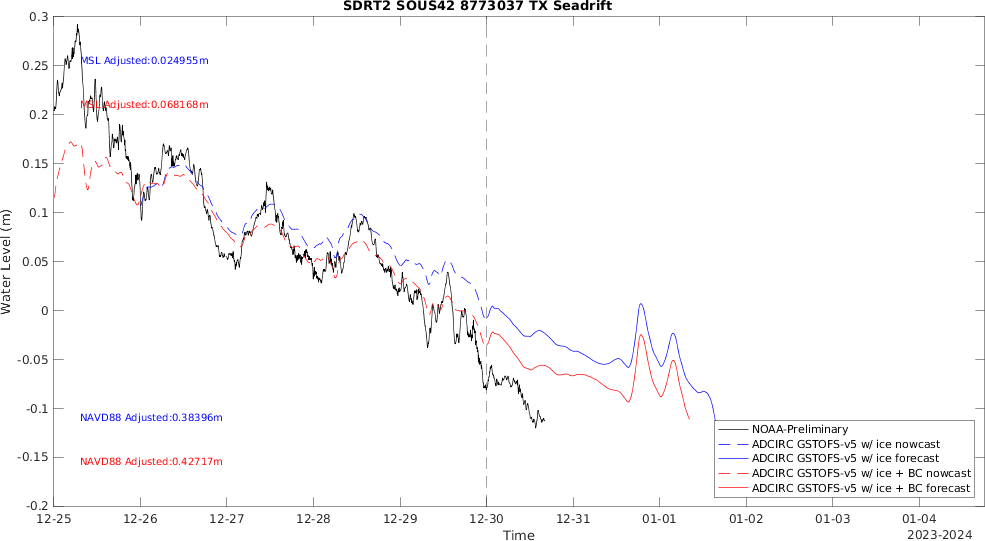 SDRT2 SOUS42 8773037 TX Seadrift
0.3
0.25
0.2
0.15
0.1
0.05
0
-0.05
-0.1
-0.15
-0.2
Water Level (m)
MSL Adjusted:0.024955m
MSL Adjusted:0.068168m
NAVD88 Adjusted:0.38396m
NAVD88 Adjusted:0.42717m
NOAA-Preliminary
ADCIRC GSTOFS-v5 w/ ice nowcast
ADCIRC GSTOFS-v5 w/ ice forecast
ADCIRC GSTOFS-v5 w/ ice + BC nowcast
ADCIRC GSTOFS-v5 w/ ice + BC forecast
12-25 12-26 12-27 12-28 12-29 12-30 12-31 01-01 01-02 01-03 01-04
Time
2023-2024